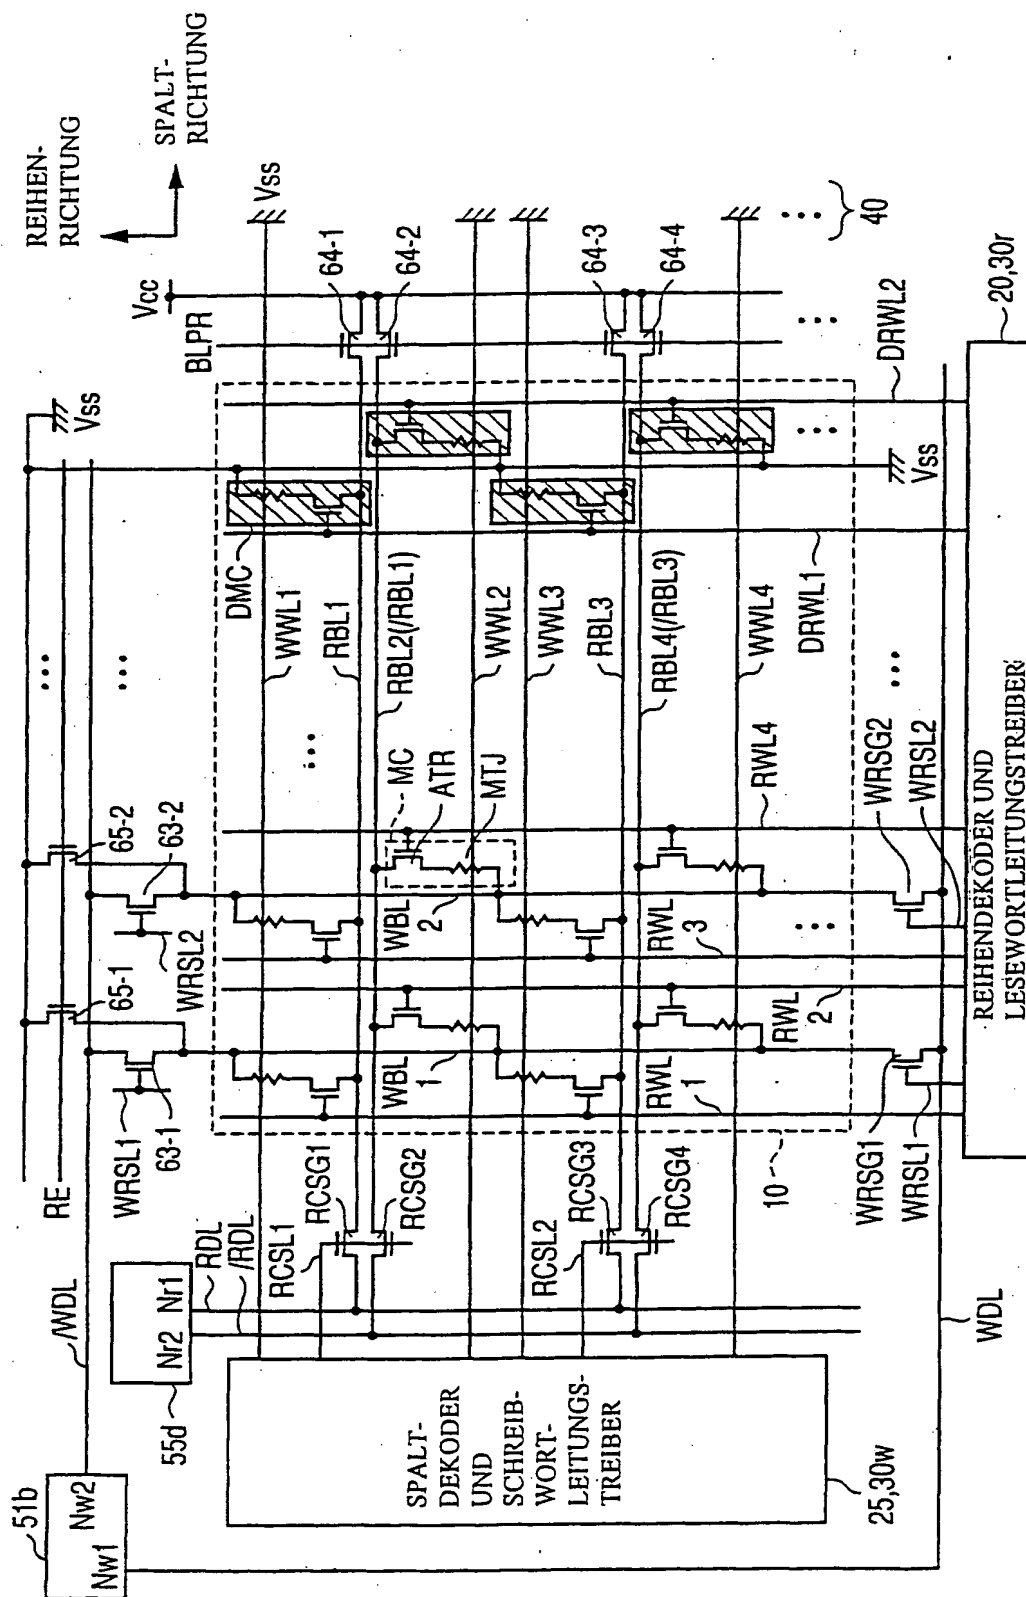 REIHEN-
RICHTUNG
SPALT-
RICHTUNG
51b
Nw1 Nw2
/WDL
55d
Nr2 Nr1
RDL
/RDL
RE
WRSL1
63-1
65-1
WRSL2
63-2
65-2
...
...
Vss
Vcc
BLPR
Vss
64-1
64-2
64-3
64-4
...
40
SPALT-
DEKODER
UND
SCHREIB
WORT-
LEITUNGS-
TREIBER
25,30w
RCSL1
RCSG1
RCSG2
RCSL2
RCSG3
RCSG4
10
WBL
1
WBL
2
RWL
1
RWL
2
RWL
3
RWL4
MC
ATR
MTJ
...
DMC
WWL1
RBL1
RBL2(/RBL1)
WWL2
WWL3
RBL3
RBL4(/RBL3)
WWL4
DRWL1
DRWL2
Vss
...
...
...
WRSG1
WRSL1
WRSG2
WRSL2
WDL
REIHENDEKODER UND
LESEWORTLEITUNGSTREIBER
20,30r